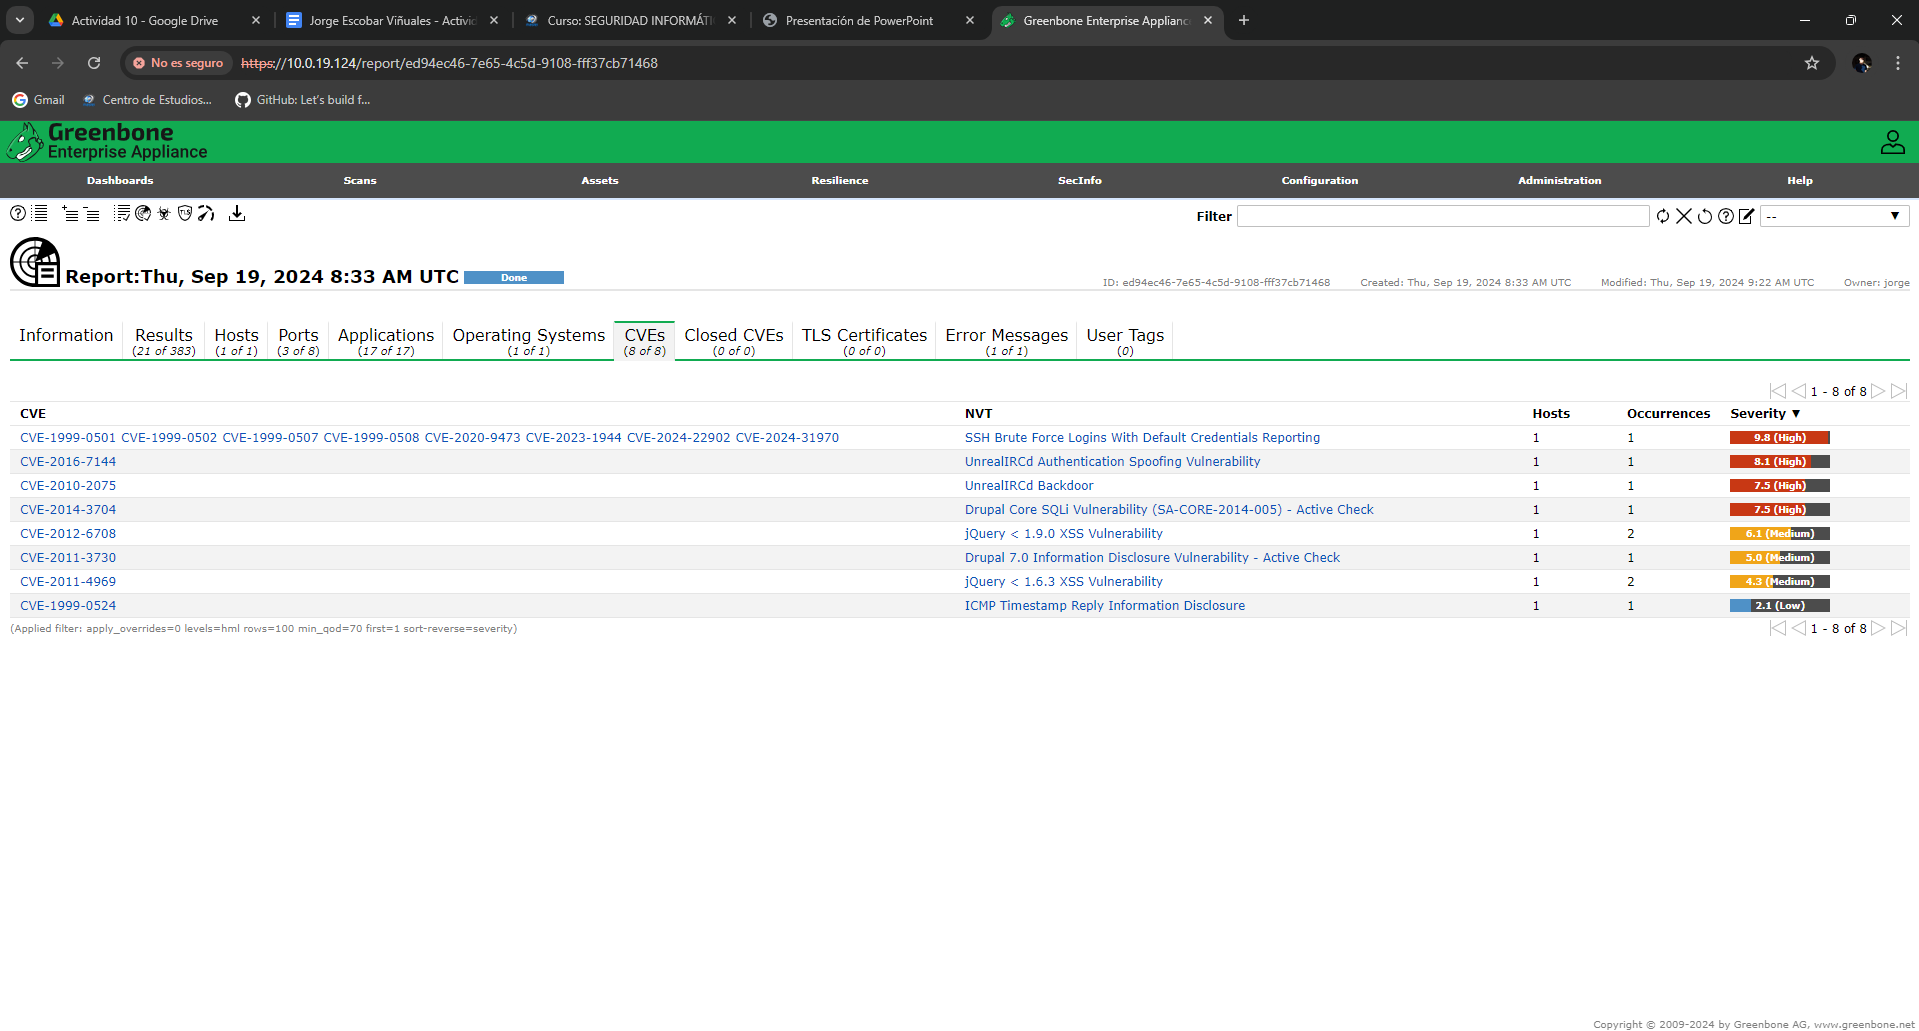 Actividad 10 - Google Drive
Jorge Escobar Viñuales - Activid
Curso: SEGURIDAD INFORMÁTI
Presentación de PowerPoint
Greenbone Enterprise Appliance
No es seguro https://10.0.19.124/report/ed94ec46-7e65-4c5d-9108-fff37cb71468
Gmail Centro de Estudios... GitHub: Let's build f...
Greenbone
Enterprise Appliance
Dashboards Scans Assets Resilience SecInfo Configuration Administration Help
Filter --
Report:Thu, Sep 19, 2024 8:33 AM UTC Done
ID: ed94ec46-7e65-4c5d-9108-fff37cb71468 Created: Thu, Sep 19, 2024 8:33 AM UTC Modified: Thu, Sep 19, 2024 9:22 AM UTC Owner: jorge
Information Results Hosts Ports Applications Operating Systems CVEs Closed CVEs TLS Certificates Error Messages User Tags
(21 of 383) (1 of 1) (3 of 8) (17 of 17) (1 of 1) (8 of 8) (0 of 0) (0 of 0) (1 of 1) (0)
1 - 8 of 8
CVE NVT Hosts Occurrences Severity ▼
CVE-1999-0501 CVE-1999-0502 CVE-1999-0507 CVE-1999-0508 CVE-2020-9473 CVE-2023-1944 CVE-2024-22902 CVE-2024-31970 SSH Brute Force Logins With Default Credentials Reporting 1 1 9.8 (High)
CVE-2016-7144 UnrealIRCd Authentication Spoofing Vulnerability 1 1 8.1 (High)
CVE-2010-2075 UnrealIRCd Backdoor 1 1 7.5 (High)
CVE-2014-3704 Drupal Core SQLi Vulnerability (SA-CORE-2014-005) - Active Check 1 1 7.5 (High)
CVE-2012-6708 jQuery < 1.9.0 XSS Vulnerability 1 2 6.1 (Medium)
CVE-2011-3730 Drupal 7.0 Information Disclosure Vulnerability - Active Check 1 1 5.0 (Medium)
CVE-2011-4969 jQuery < 1.6.3 XSS Vulnerability 1 2 4.3 (Medium)
CVE-1999-0524 ICMP Timestamp Reply Information Disclosure 1 1 2.1 (Low)
(Applied filter: apply_overrides=0 levels=hml rows=100 min_qod=70 first=1 sort-reverse=severity)
1 - 8 of 8
Copyright © 2009-2024 by Greenbone AG, www.greenbone.net